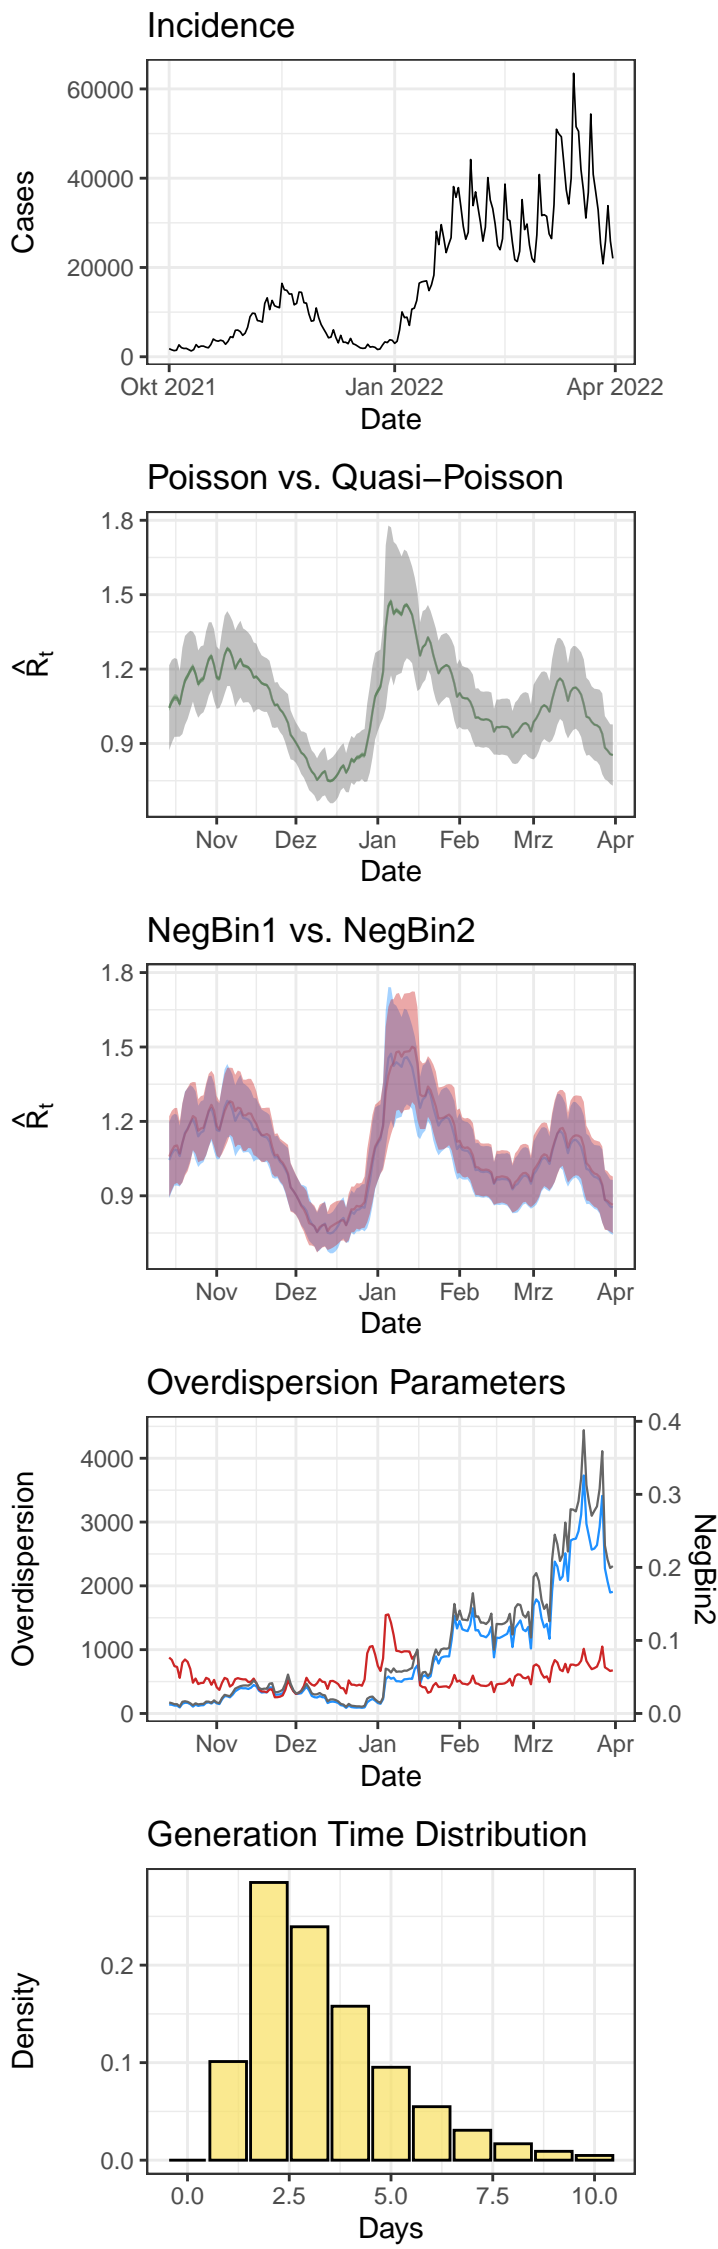 Incidence
60000
40000
20000
0
Cases
Okt 2021 Jan 2022 Apr 2022
Date
Poisson vs. Quasi−Poisson
1.8
1.5
1.2
0.9
R̂t
Nov Dez Jan Feb Mrz Apr
Date
NegBin1 vs. NegBin2
1.8
1.5
1.2
0.9
R̂t
Nov Dez Jan Feb Mrz Apr
Date
Overdispersion Parameters
4000
3000
2000
1000
0
Overdispersion
0.4
0.3
0.2
0.1
0.0
NegBin2
Nov Dez Jan Feb Mrz Apr
Date
Generation Time Distribution
0.2
0.1
0.0
Density
0.0 2.5 5.0 7.5 10.0
Days